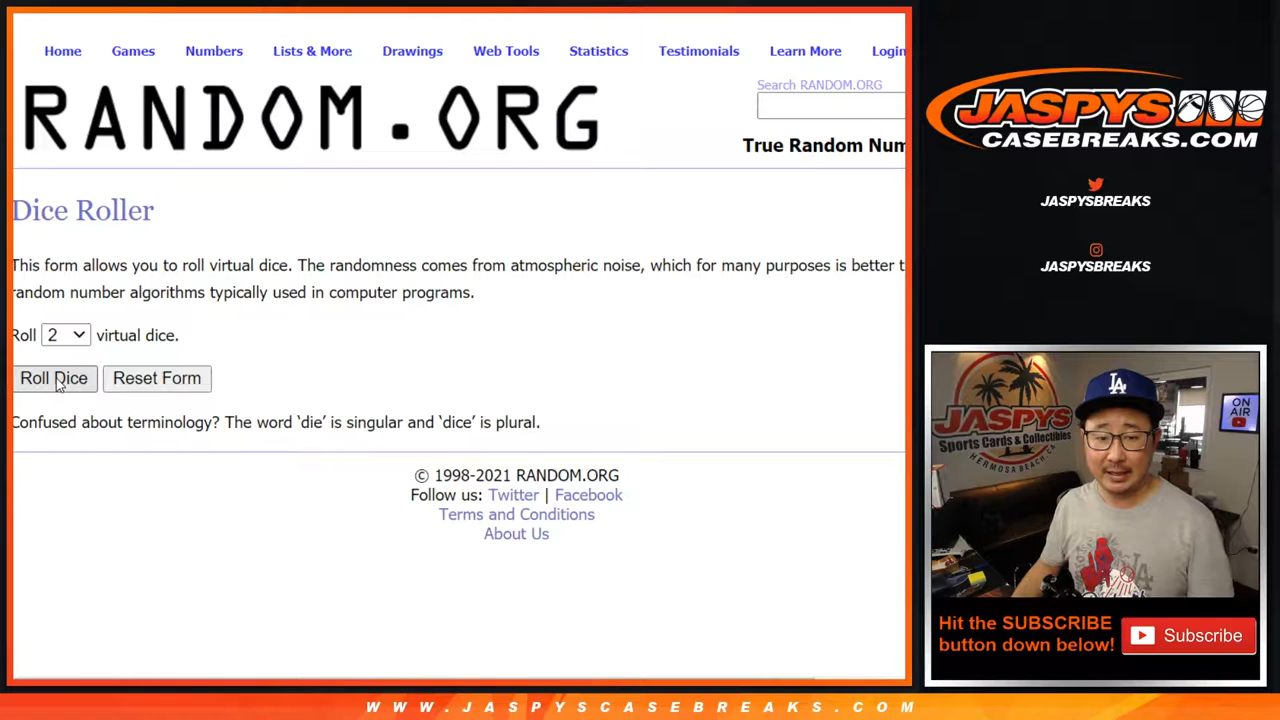 Home Games Numbers Lists & More Drawings Web Tools Statistics Testimonials Learn More Login
RANDOM.ORG
Search RANDOM.ORG
True Random Num
Dice Roller
This form allows you to roll virtual dice. The randomness comes from atmospheric noise, which for many purposes is better t
random number algorithms typically used in computer programs.
Roll 2 virtual dice.
Roll Dice Reset Form
Confused about terminology? The word ‘die’ is singular and ‘dice’ is plural.
© 1998-2021 RANDOM.ORG
Follow us: Twitter | Facebook
Terms and Conditions
About Us
JASPYS
CASEBREAKS.COM
JASPYSBREAKS
JASPYSBREAKS
JASPYS
Sports Cards & Collectibles
HERMOSA BEACH, CA
LA
ON AIR
Hit the SUBSCRIBE
button down below!
Subscribe
WWW.JASPYSCASEBREAKS.COM